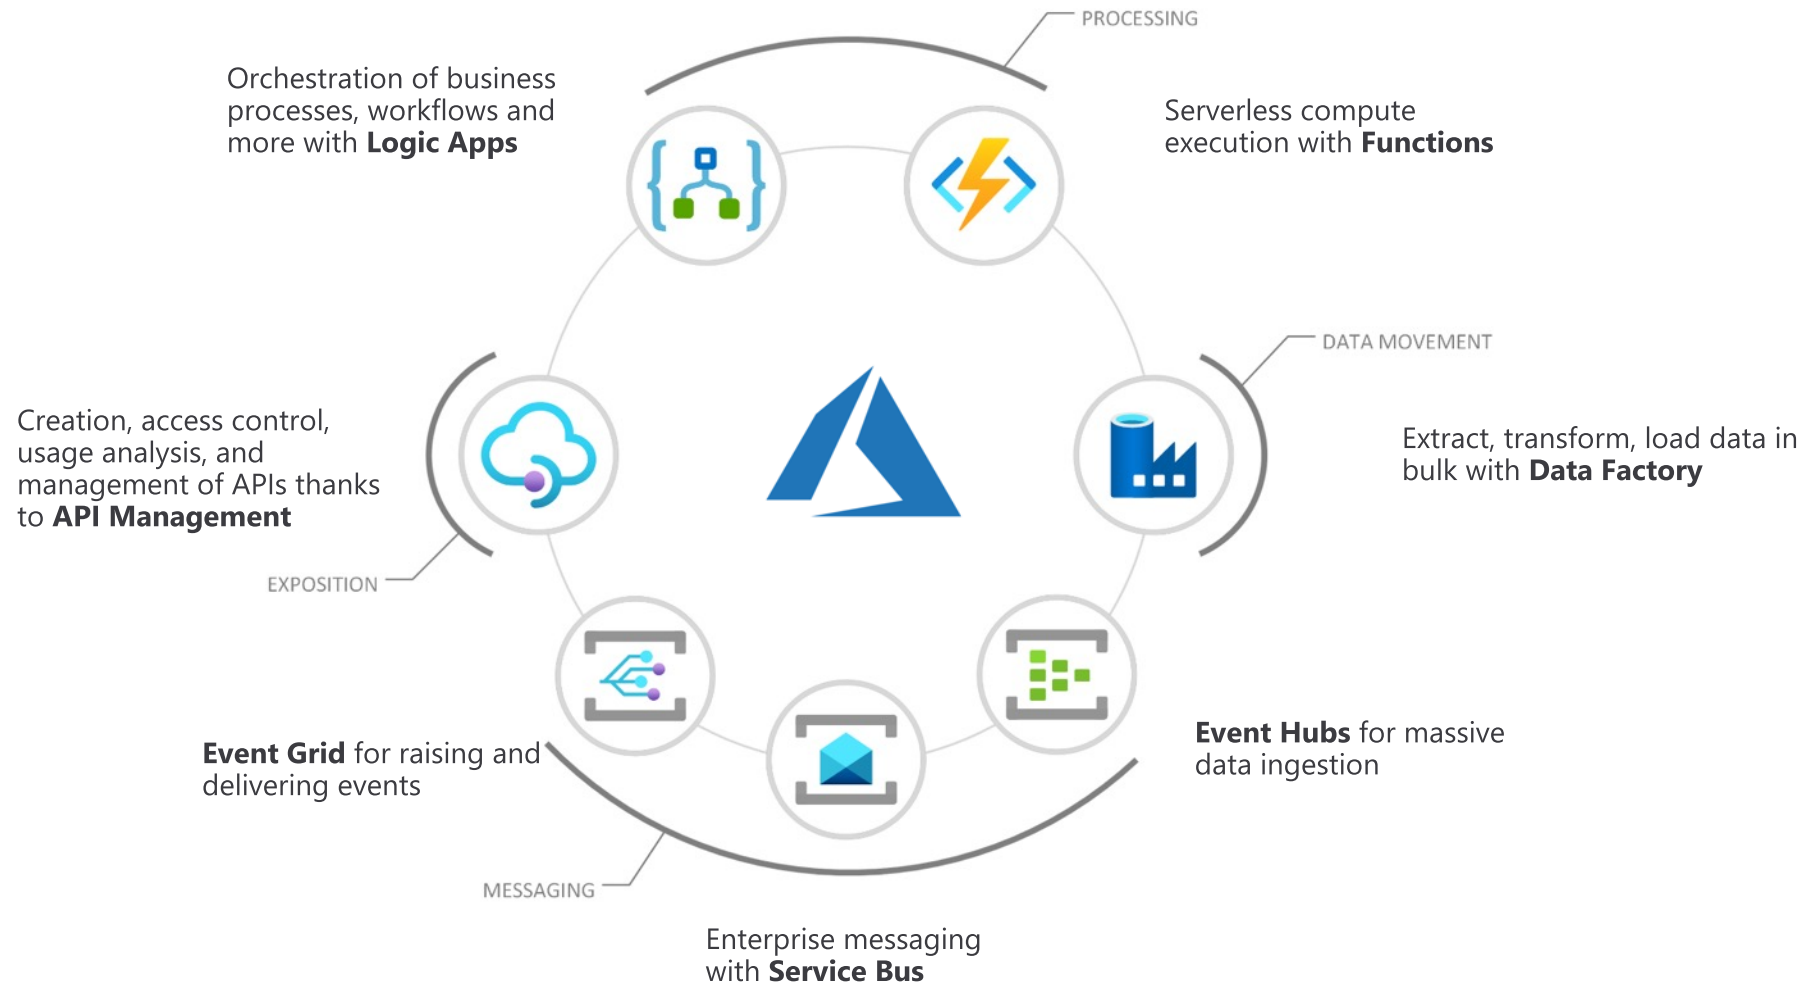 PROCESSING
Orchestration of business
processes, workflows and
more with Logic Apps
Serverless compute
execution with Functions
DATA MOVEMENT
Creation, access control,
usage analysis, and
management of APIs thanks
to API Management
Extract, transform, load data in
bulk with Data Factory
EXPOSITION
Event Grid for raising and
delivering events
Event Hubs for massive
data ingestion
MESSAGING
Enterprise messaging
with Service Bus